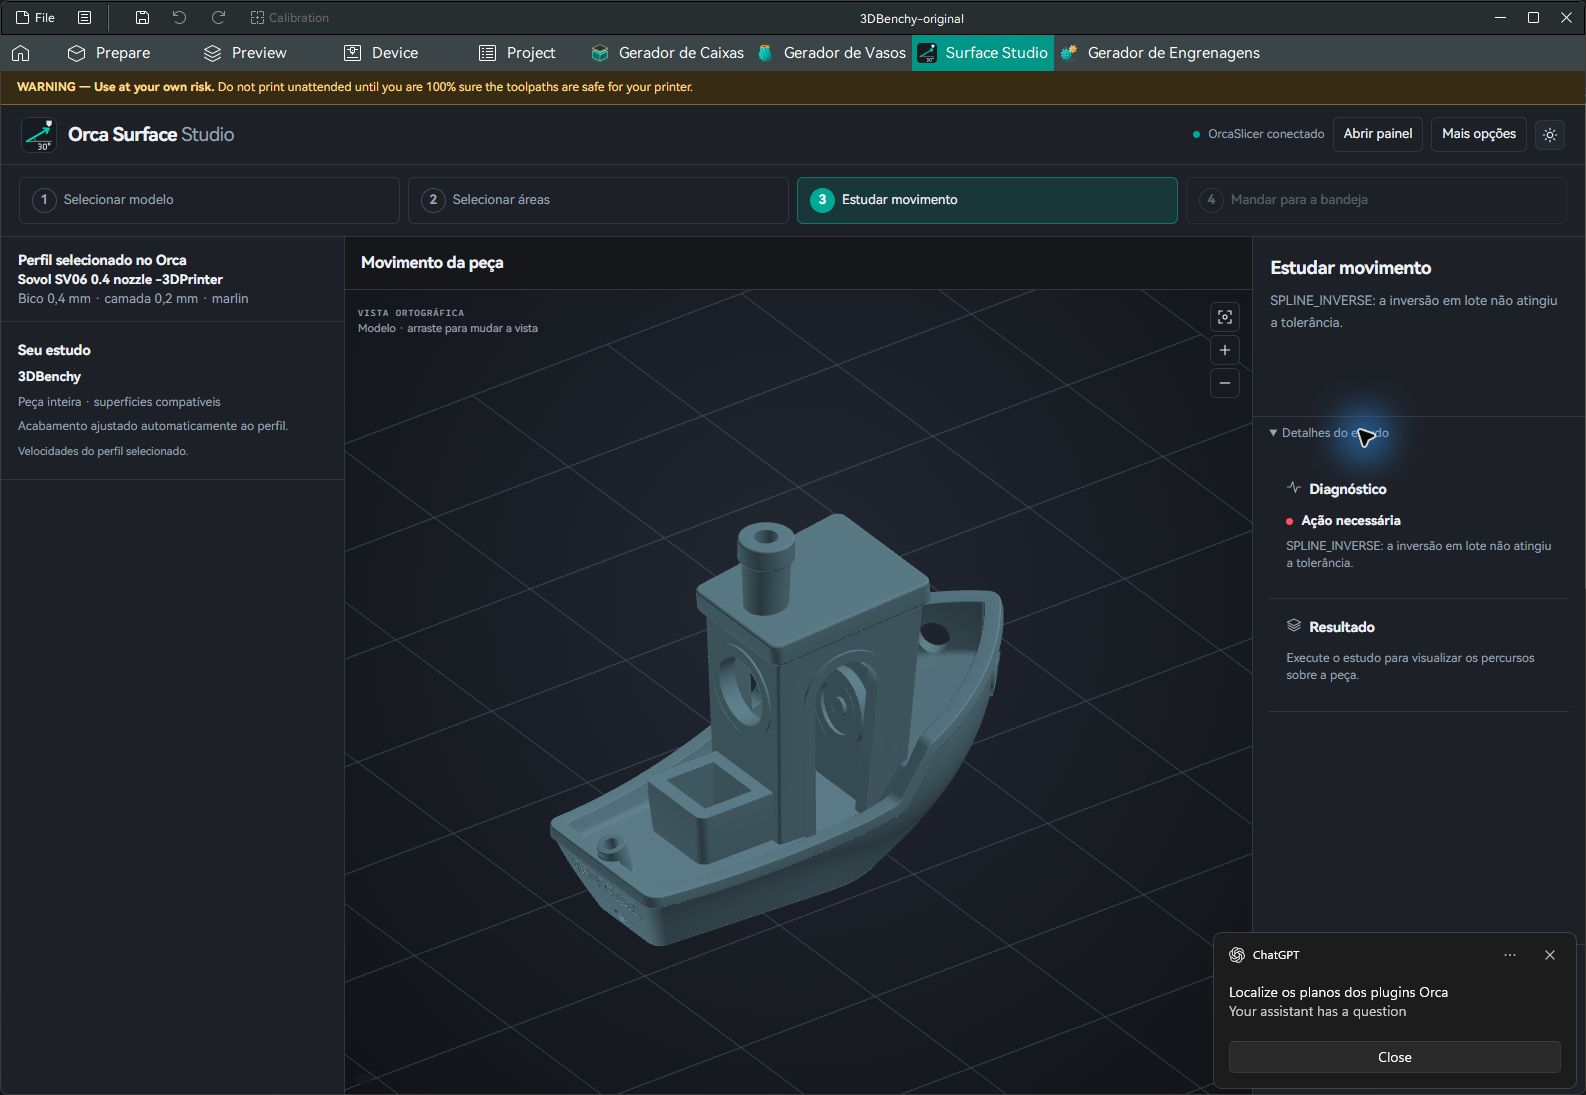 File
Calibration
3DBenchy-original
Prepare
Preview
Device
Project
Gerador de Caixas
Gerador de Vasos
Surface Studio
Gerador de Engrenagens
WARNING — Use at your own risk. Do not print unattended until you are 100% sure the toolpaths are safe for your printer.
30°
Orca Surface Studio
OrcaSlicer conectado
Abrir painel
Mais opções
1 Selecionar modelo
2 Selecionar áreas
3 Estudar movimento
4 Mandar para a bandeja
Perfil selecionado no Orca
Sovol SV06 0.4 nozzle -3DPrinter
Bico 0,4 mm · camada 0,2 mm · marlin
Seu estudo
3DBenchy
Peça inteira · superfícies compatíveis
Acabamento ajustado automaticamente ao perfil.
Velocidades do perfil selecionado.
Movimento da peça
VISTA ORTOGRÁFICA
Modelo · arraste para mudar a vista
Estudar movimento
SPLINE_INVERSE: a inversão em lote não atingiu
a tolerância.
Detalhes do
Diagnóstico
Ação necessária
SPLINE_INVERSE: a inversão em lote não atingiu
a tolerância.
Resultado
Execute o estudo para visualizar os percursos
sobre a peça.
ChatGPT
Localize os planos dos plugins Orca
Your assistant has a question
Close